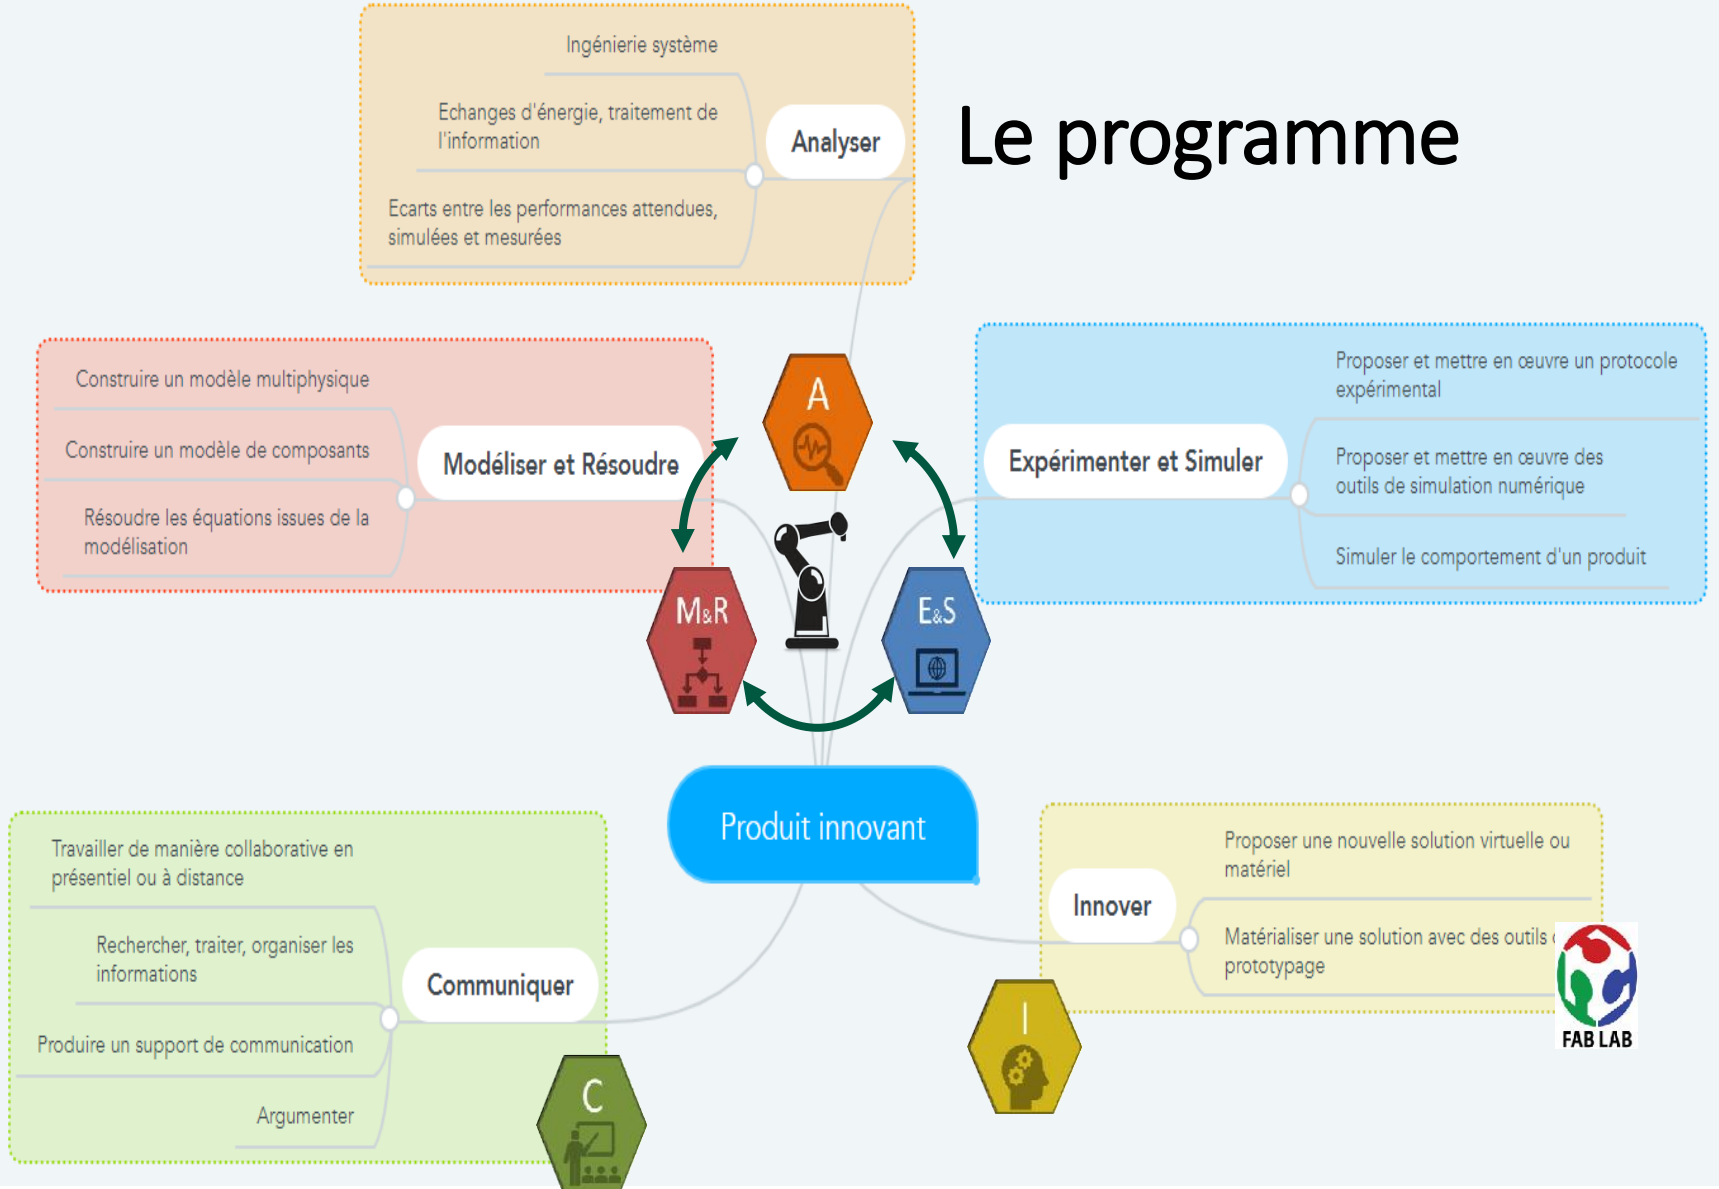 Le programme
Ingénierie système
Echanges d'énergie, traitement de
l'information
Ecarts entre les performances attendues,
simulées et mesurées
Analyser
Construire un modèle multiphysique
Construire un modèle de composants
Résoudre les équations issues de la
modélisation
Modéliser et Résoudre
A
M&R
E&S
Expérimenter et Simuler
Proposer et mettre en œuvre un protocole
expérimental
Proposer et mettre en œuvre des
outils de simulation numérique
Simuler le comportement d'un produit
Produit innovant
Travailler de manière collaborative en
présentiel ou à distance
Rechercher, traiter, organiser les
informations
Produire un support de communication
Argumenter
Communiquer
C
Innover
Proposer une nouvelle solution virtuelle ou
matériel
Matérialiser une solution avec des outils
prototypage
I
FAB LAB